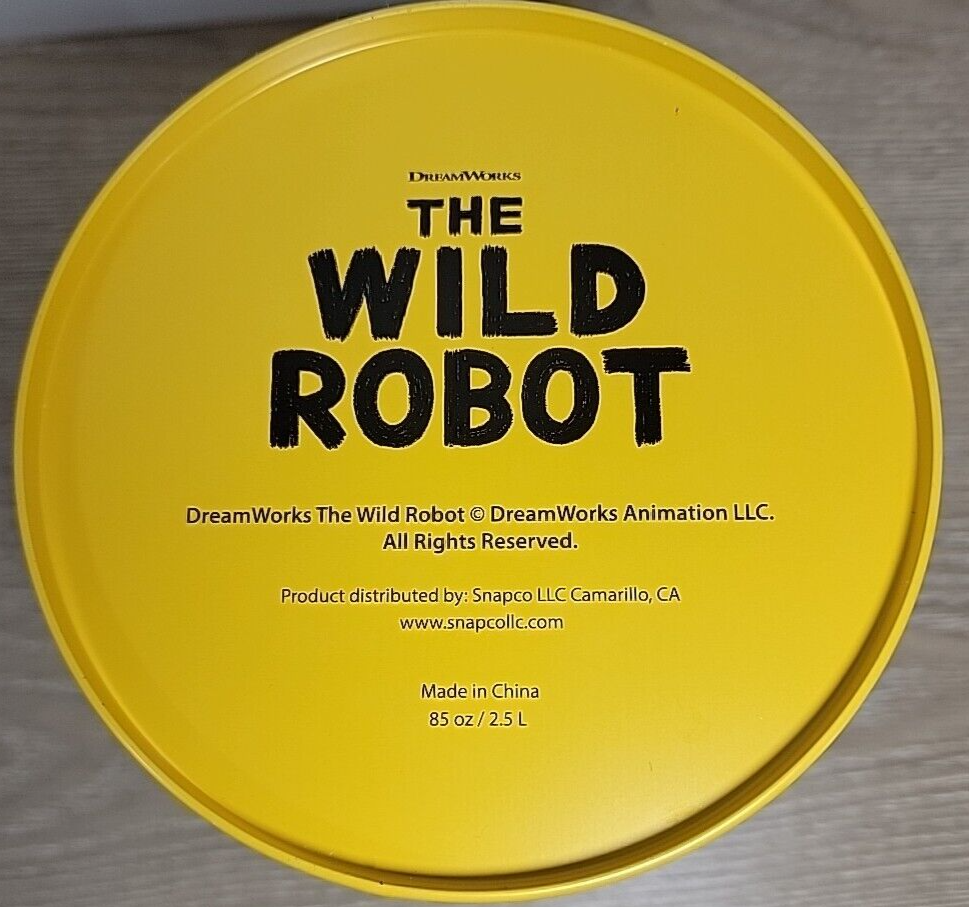 DREAMWORKS
THE
WILD
ROBOT
DreamWorks The Wild Robot © DreamWorks Animation LLC.
All Rights Reserved.
Product distributed by: Snapco LLC Camarillo, CA
www.snapcollc.com
Made in China
85 oz / 2.5 L